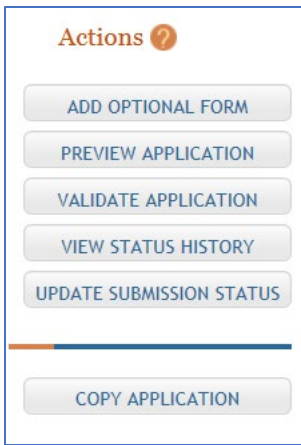 Actions ?
ADD OPTIONAL FORM
PREVIEW APPLICATION
VALIDATE APPLICATION
VIEW STATUS HISTORY
UPDATE SUBMISSION STATUS
COPY APPLICATION